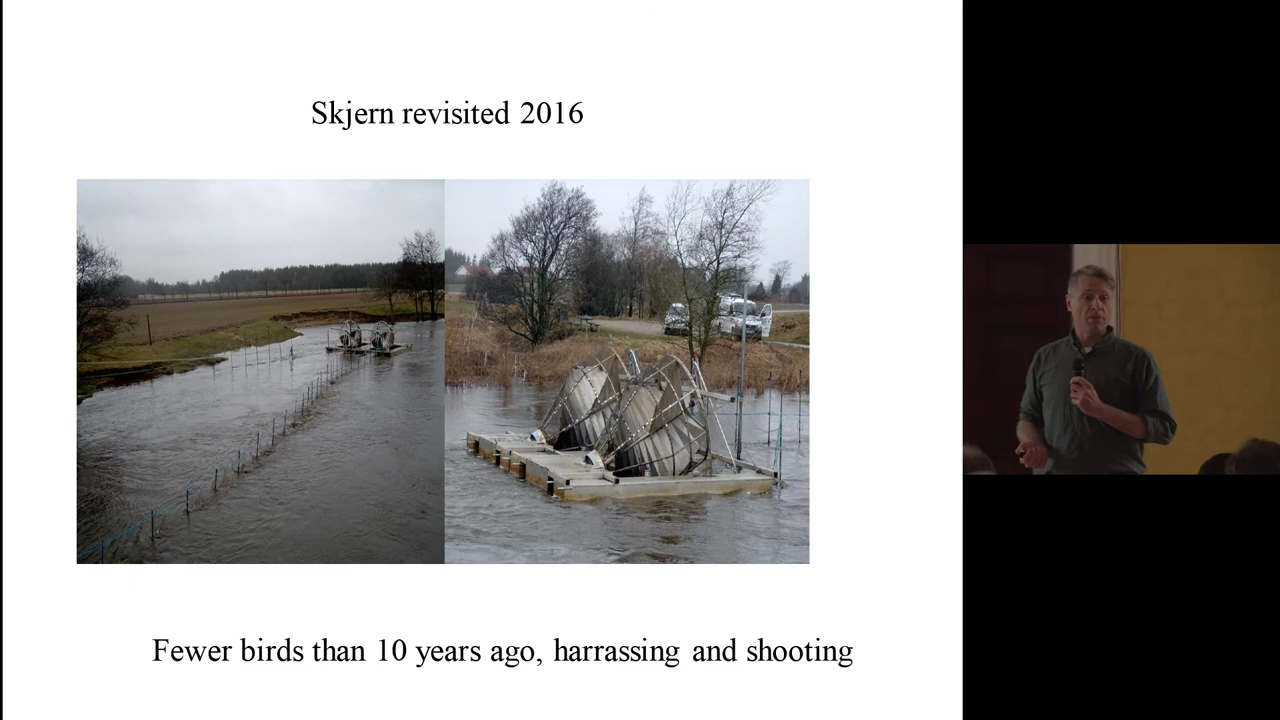 Skjern revisited 2016
Fewer birds than 10 years ago, harrassing and shooting